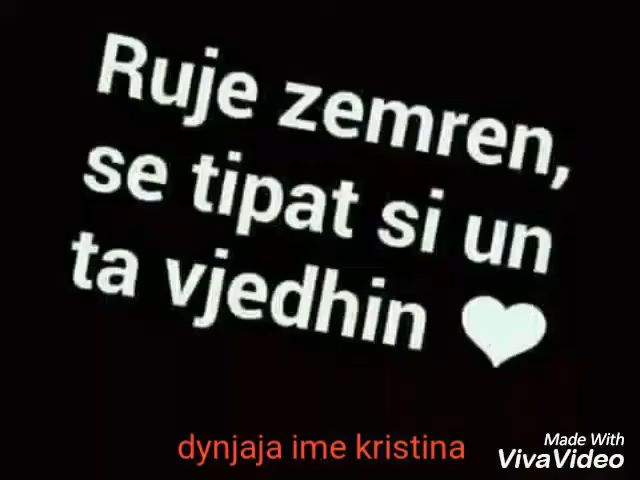 Ruje zemren,
se tipat si un
ta vjedhin
dynjaja ime kristina
Made With
VivaVideo